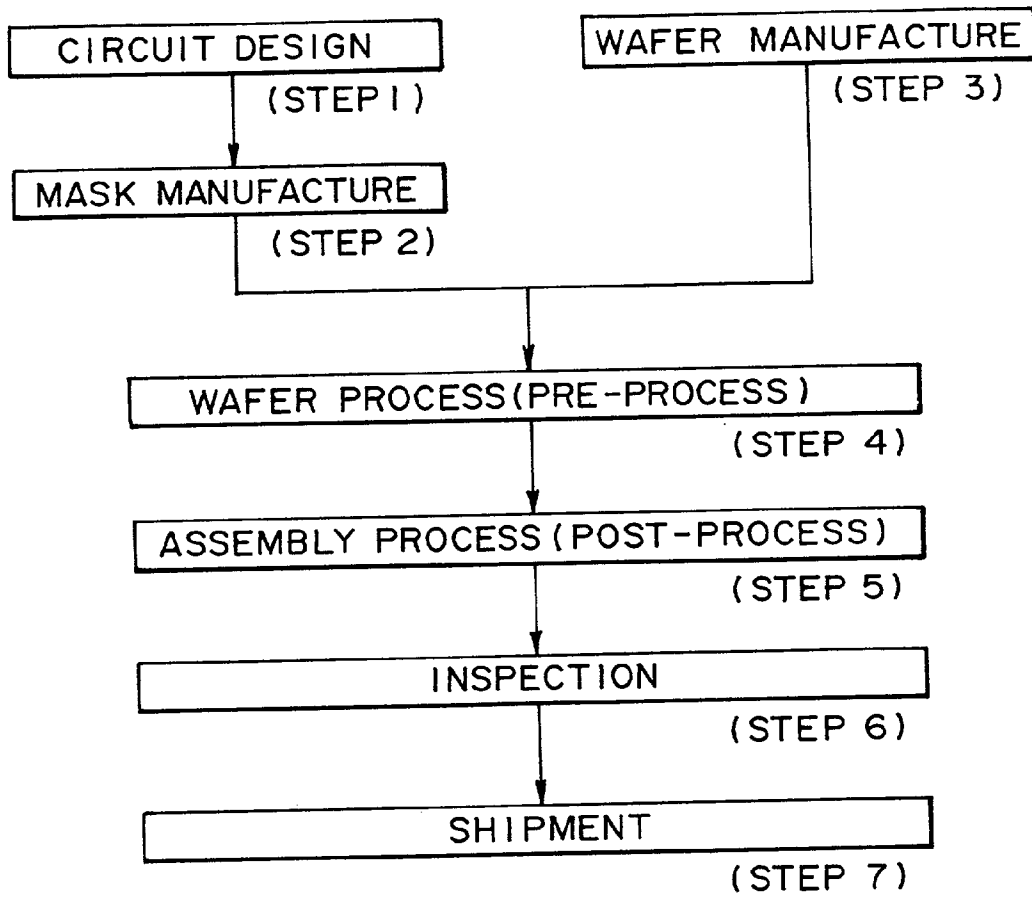 CIRCUIT DESIGN
(STEP 1)
MASK MANUFACTURE
(STEP 2)
WAFER MANUFACTURE
(STEP 3)
WAFER PROCESS (PRE-PROCESS)
(STEP 4)
ASSEMBLY PROCESS (POST-PROCESS)
(STEP 5)
INSPECTION
(STEP 6)
SHIPMENT
(STEP 7)